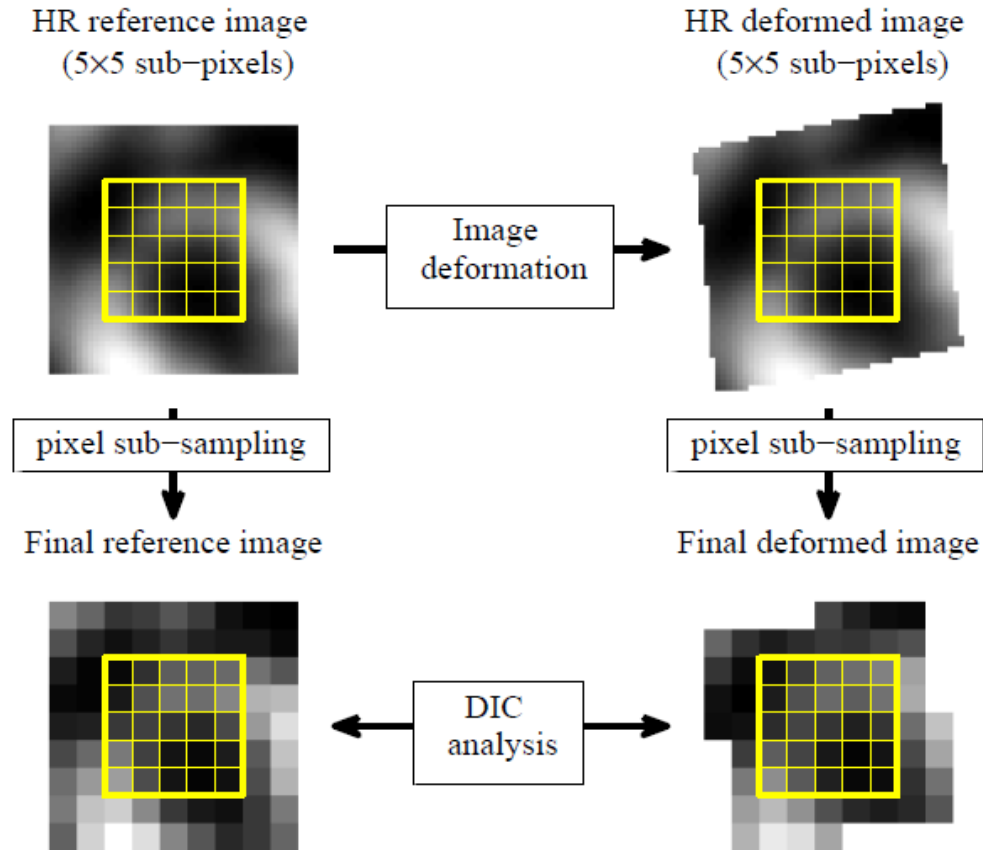 HR reference image
(5×5 sub−pixels)
HR deformed image
(5×5 sub−pixels)
Image
deformation
pixel sub−sampling
pixel sub−sampling
Final reference image
Final deformed image
DIC
analysis